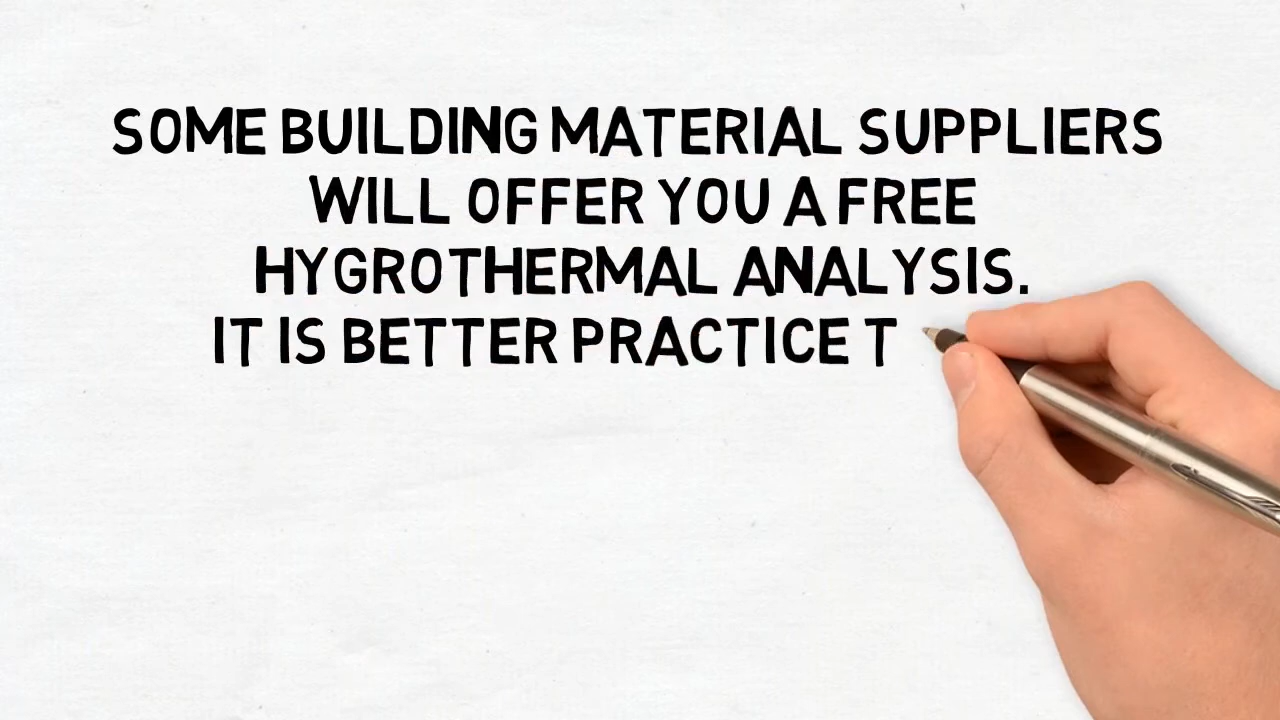 SOME BUILDING MATERIAL SUPPLIERS
WILL OFFER YOU A FREE
HYGROTHERMAL ANALYSIS.
IT IS BETTER PRACTICE T